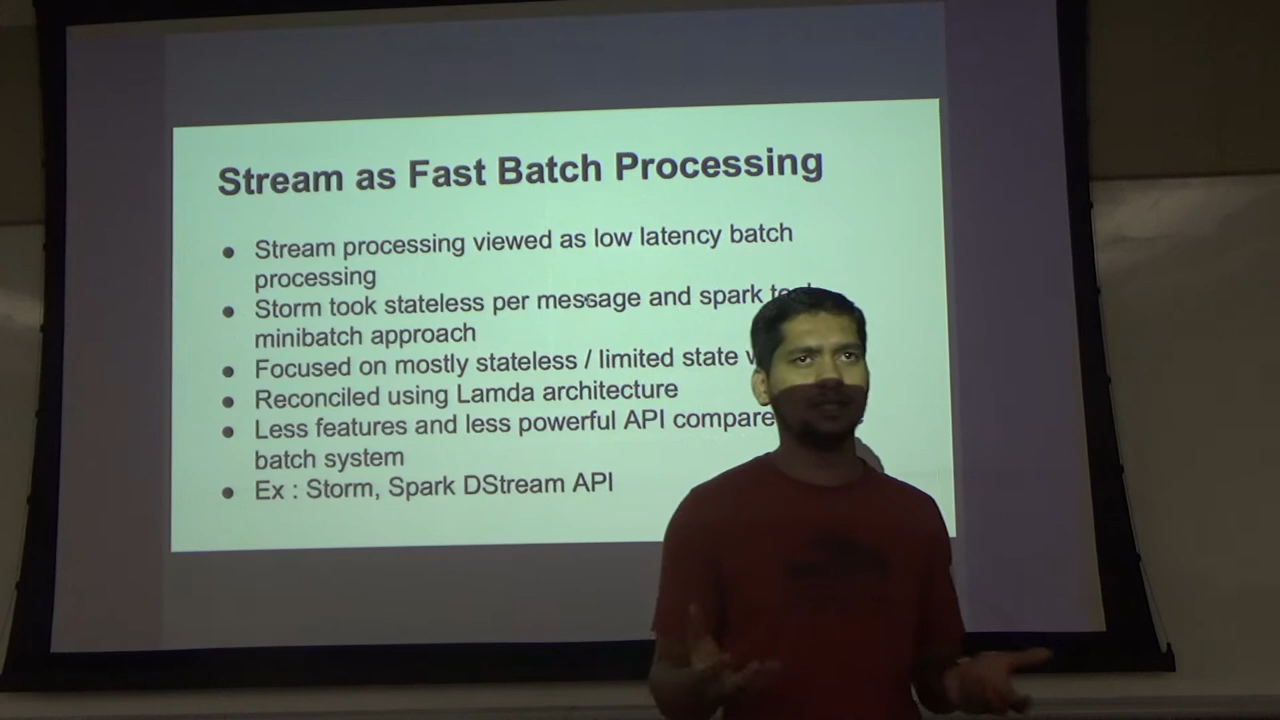 Stream as Fast Batch Processing
● Stream processing viewed as low latency batch
processing
● Storm took stateless per message and spark
minibatch approach
● Focused on mostly stateless / limited state
● Reconciled using Lamda architecture
● Less features and less powerful API compare
batch system
● Ex : Storm, Spark DStream API